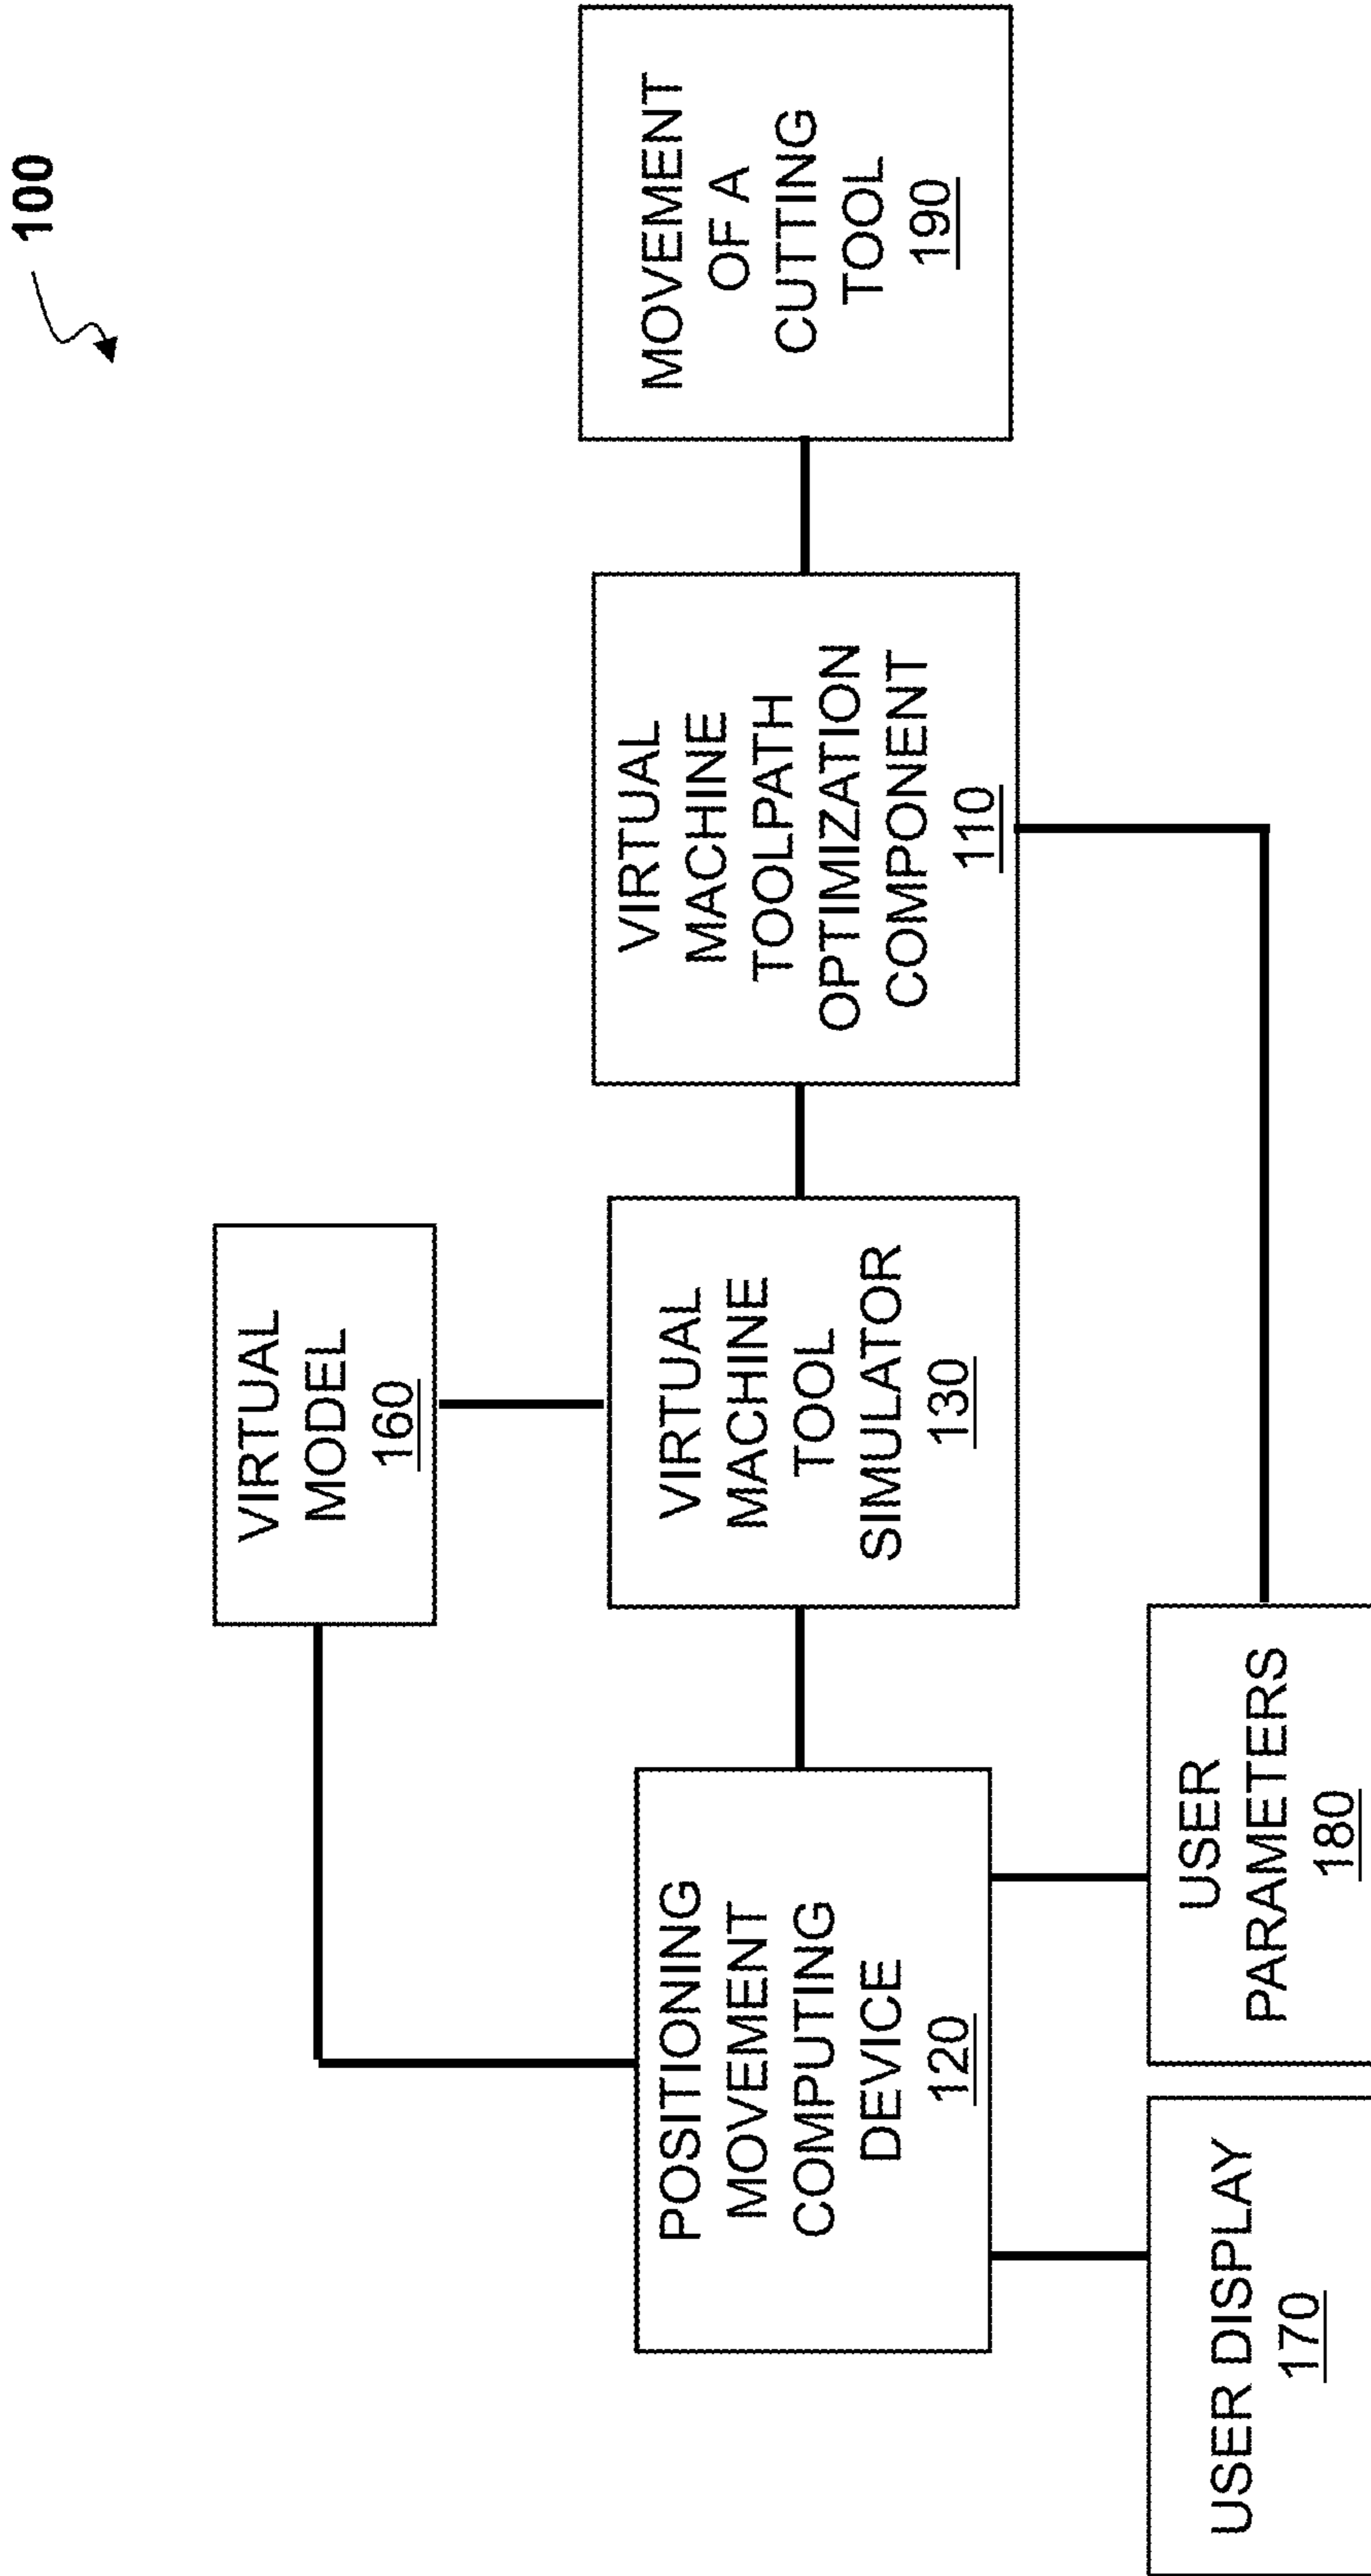 100
VIRTUAL
MODEL
160
POSITIONING
MOVEMENT
COMPUTING
DEVICE
120
VIRTUAL
MACHINE
TOOL
SIMULATOR
130
VIRTUAL
MACHINE
TOOLPATH
OPTIMIZATION
COMPONENT
110
MOVEMENT
OF A
CUTTING
TOOL
190
USER DISPLAY
170
USER
PARAMETERS
180